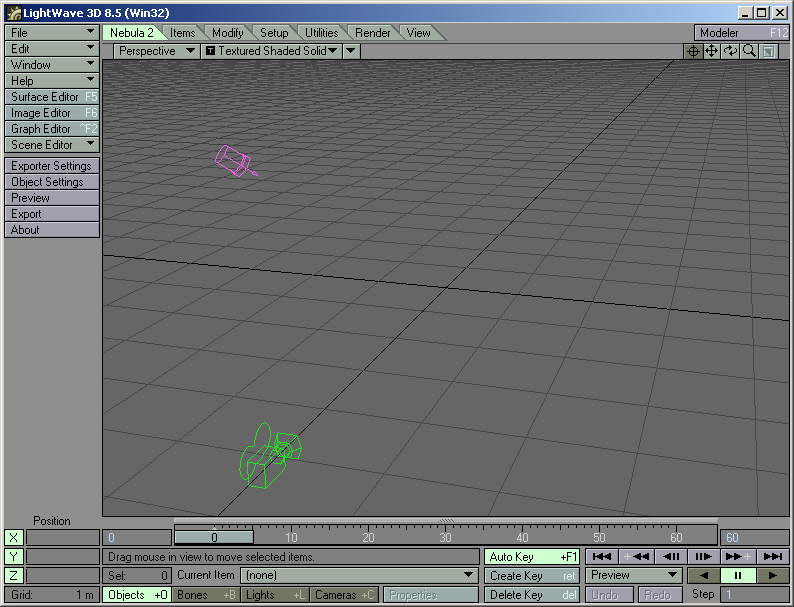 LightWave 3D 8.5 (Win32)
File Nebula 2 Items Modify Setup Utilities Render View Modeler F12
Edit Perspective T Textured Shaded Solid
Window
Help
Surface Editor F5
Image Editor F6
Graph Editor ^F2
Scene Editor
Exporter Settings
Object Settings
Preview
Export
About
Position
X 0 0 10 20 30 40 50 60 60
Y Drag mouse in view to move selected items. Auto Key +F1
Z Sel: 0 Current Item (none) Create Key ret Preview
Grid: 1 m Objects +O Bones +B Lights +L Cameras +C Properties Delete Key del Undo Redo Step 1